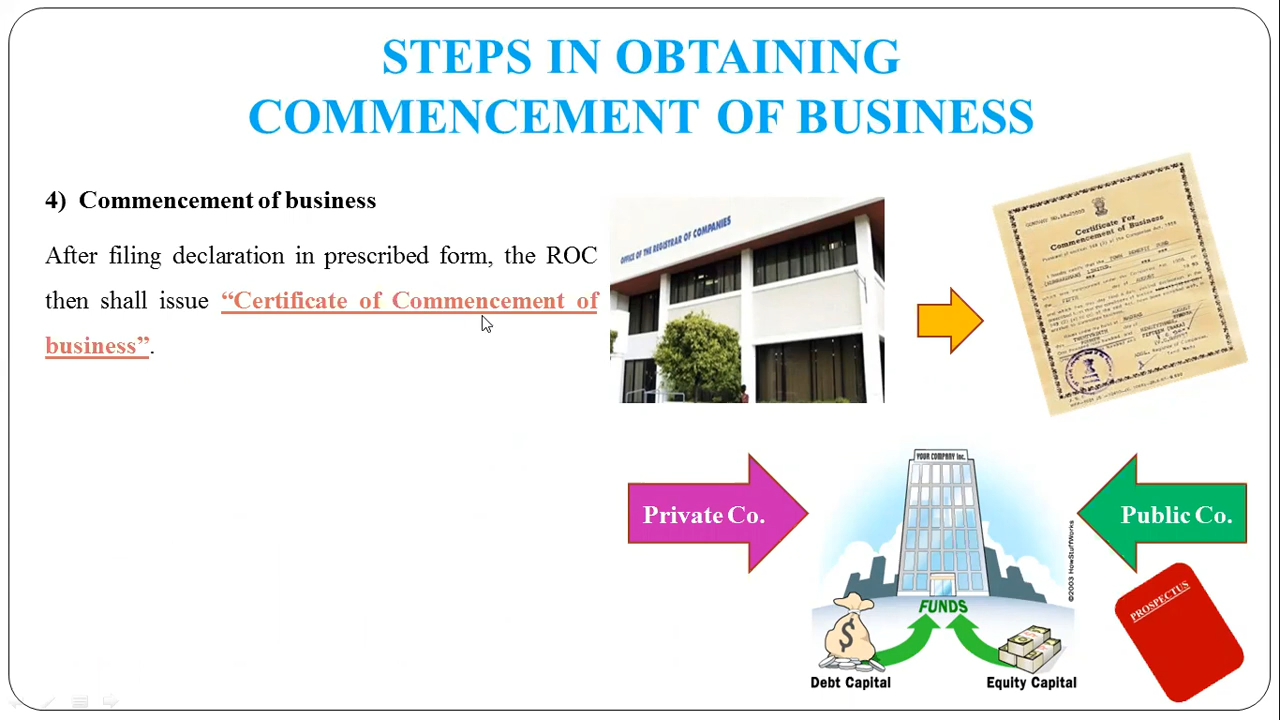 STEPS IN OBTAINING
COMMENCEMENT OF BUSINESS
4) Commencement of business
After filing declaration in prescribed form, the ROC
then shall issue “Certificate of Commencement of
business”.
OFFICE OF THE REGISTRAR OF COMPANIES
Certificate For
Commencement of Business
Private Co.
YOUR COMPANY Inc.
Public Co.
©2003 HowStuffWorks
FUNDS
$
Debt Capital
Equity Capital
PROSPECTUS